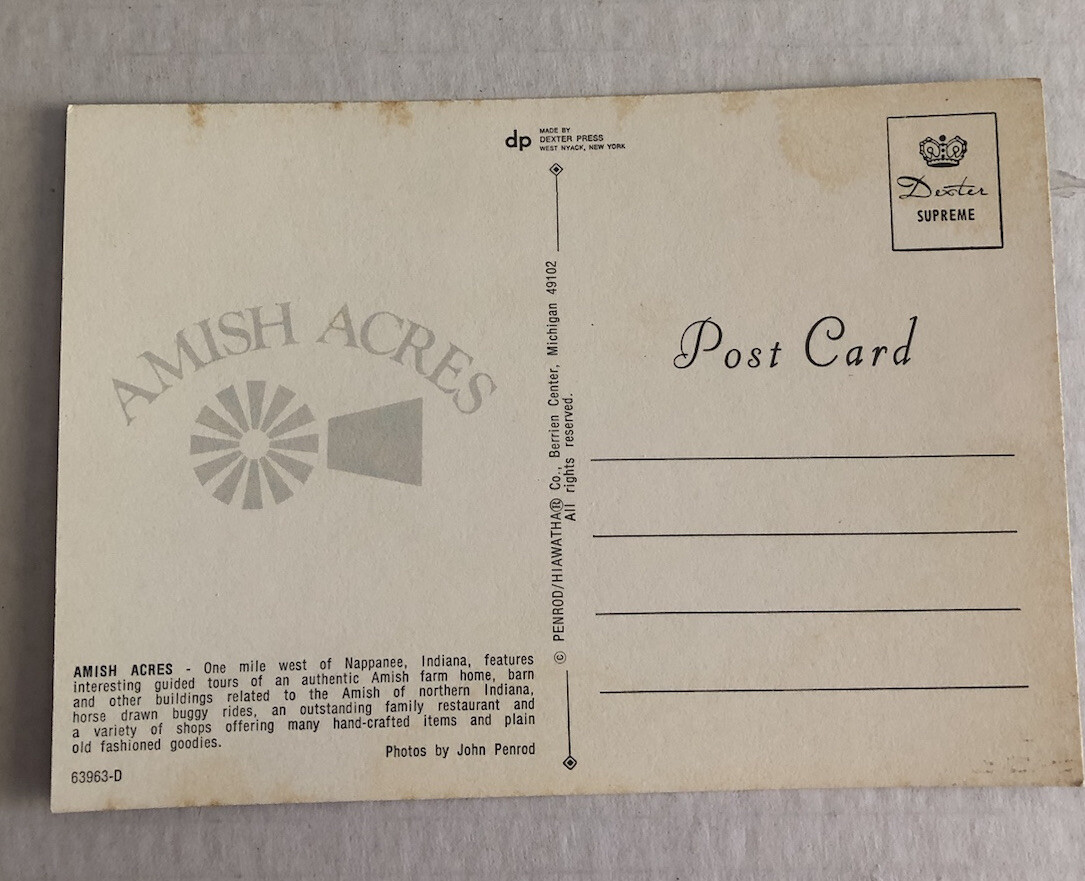 dp
MADE BY
DEXTER PRESS
WEST NYACK, NEW YORK
Dexter
SUPREME
AMISH ACRES
Post Card
© PENROD/HIAWATHA® Co., Berrien Center, Michigan 49102
All rights reserved.
AMISH ACRES - One mile west of Nappanee, Indiana, features
interesting guided tours of an authentic Amish farm home, barn
and other buildings related to the Amish of northern Indiana,
horse drawn buggy rides, an outstanding family restaurant and
a variety of shops offering many hand-crafted items and plain
old fashioned goodies.
Photos by John Penrod
63963-D